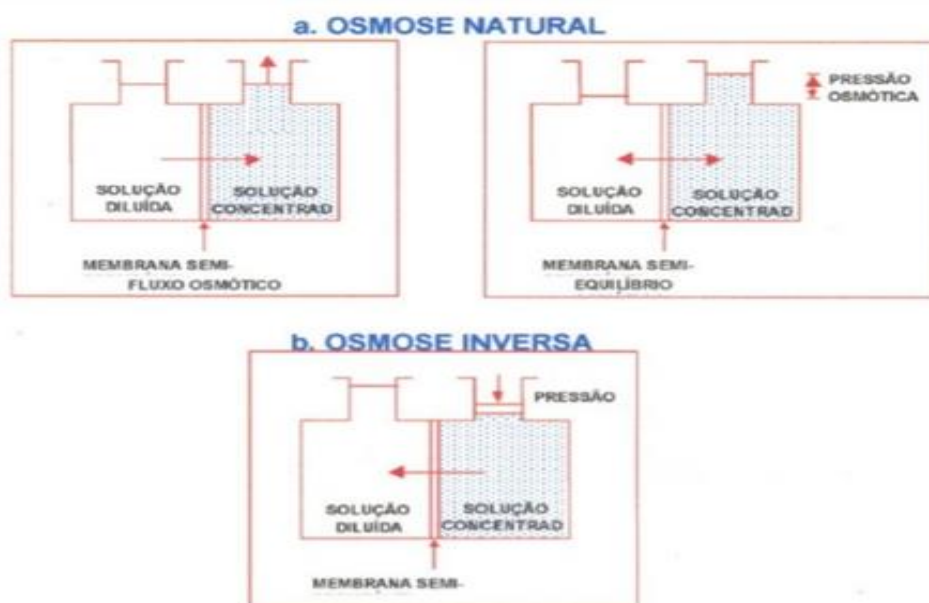 a. OSMOSE NATURAL
PRESSÃO
OSMÓTICA
SOLUÇÃO
DILUÍDA
SOLUÇÃO
CONCENTRAD
MEMBRANA SEMI-
FLUXO OSMÓTICO
SOLUÇÃO
DILUÍDA
SOLUÇÃO
CONCENTRAD
MEMBRANA SEMI-
EQUILÍBRIO
b. OSMOSE INVERSA
PRESSÃO
SOLUÇÃO
DILUÍDA
SOLUÇÃO
CONCENTRAD
MEMBRANA SEMI-